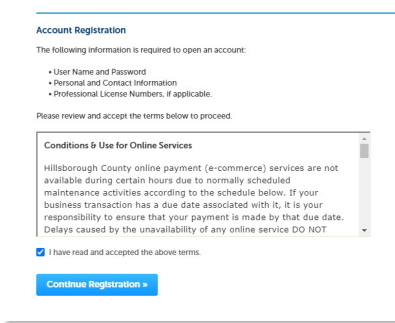 Account Registration
The following information is required to open an account:
• User Name and Password
• Personal and Contact Information
• Professional License Numbers, if applicable.
Please review and accept the terms below to proceed.
Conditions & Use for Online Services
Hillsborough County online payment (e-commerce) services are not
available during certain hours due to normally scheduled
maintenance activities according to the schedule below. If your
business transaction has a due date associated with it, it is your
responsibility to ensure that your payment is made by that due date.
Delays caused by the unavailability of any online service DO NOT
I have read and accepted the above terms.
Continue Registration »